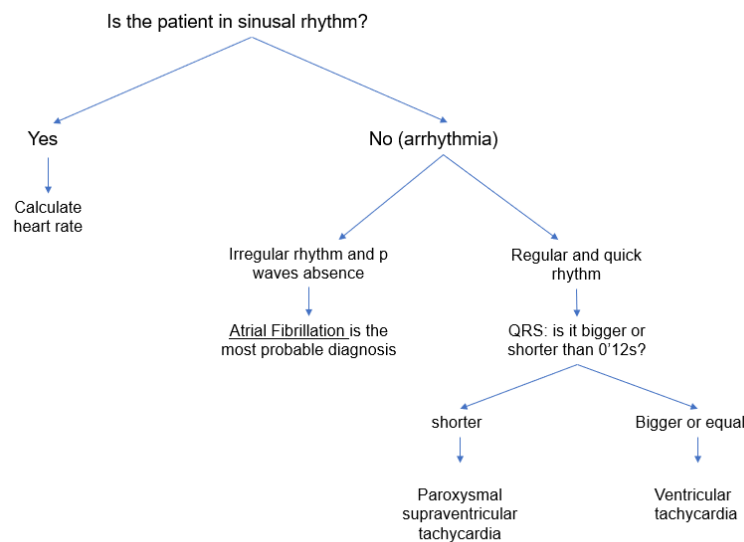 Is the patient in sinusal rhythm?
Yes
No (arrhythmia)
Calculate
heart rate
Irregular rhythm and p
waves absence
Regular and quick
rhythm
Atrial Fibrillation is the
most probable diagnosis
QRS: is it bigger or
shorter than 0'12s?
shorter
Bigger or equal
Paroxysmal
supraventricular
tachycardia
Ventricular
tachycardia